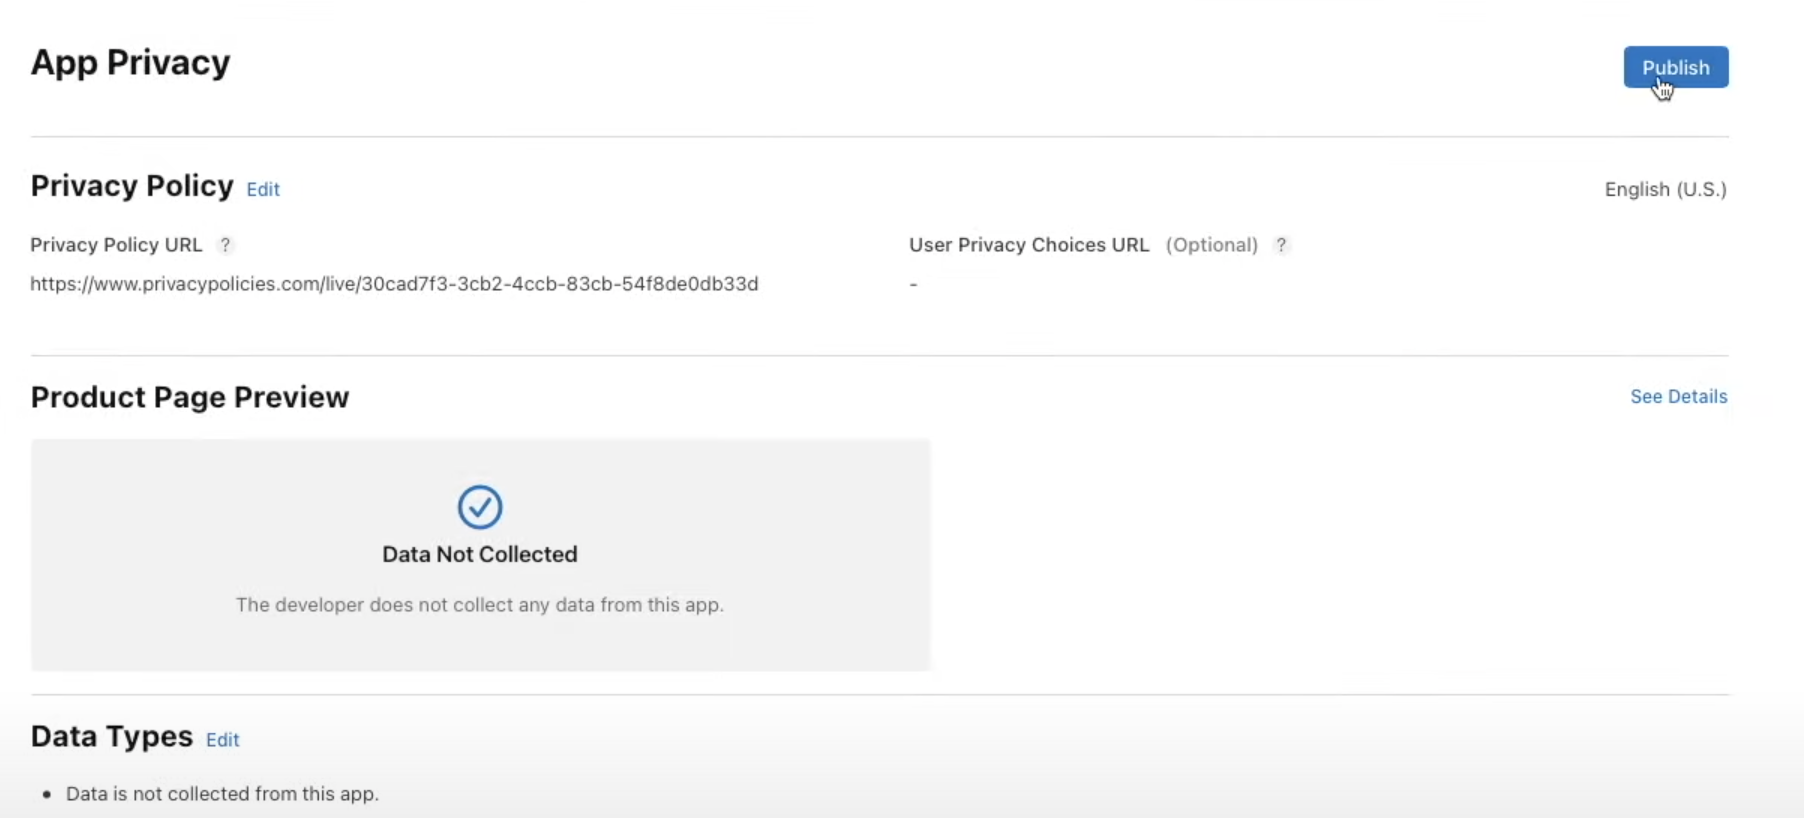 App Privacy
Publish
Privacy Policy Edit
English (U.S.)
Privacy Policy URL ?
User Privacy Choices URL (Optional) ?
https://www.privacypolicies.com/live/30cad7f3-3cb2-4ccb-83cb-54f8de0db33d
-
Product Page Preview
See Details
Data Not Collected
The developer does not collect any data from this app.
Data Types Edit
• Data is not collected from this app.